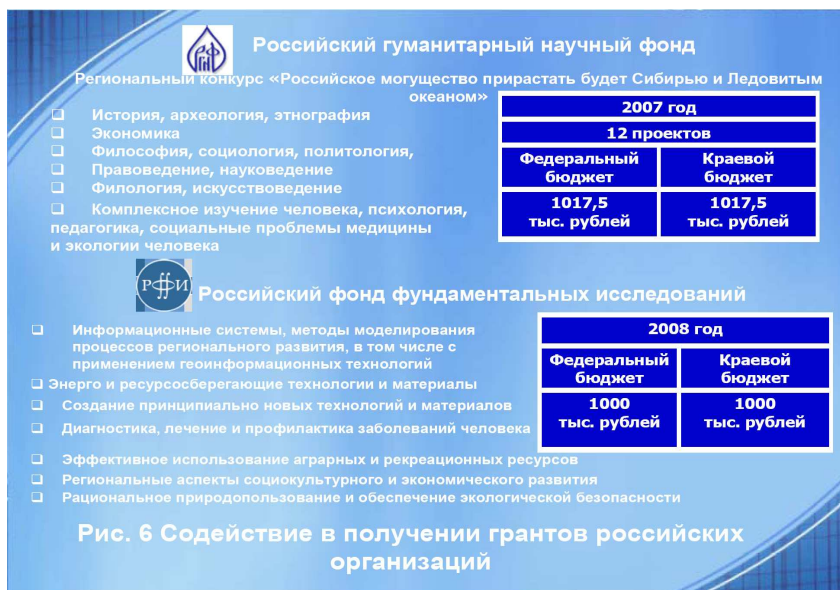 РГНФ
Российский гуманитарный научный фонд
Региональный конкурс «Российское могущество прирастать будет Сибирью и Ледовитым
океаном»
История, археология, этнография
Экономика
Философия, социология, политология,
Правоведение, науковедение
Филология, искусствоведение
Комплексное изучение человека, психология,
педагогика, социальные проблемы медицины
и экологии человека
2007 год
12 проектов
Федеральный бюджет
Краевой бюджет
1017,5 тыс. рублей
1017,5 тыс. рублей
РФФИ
Российский фонд фундаментальных исследований
Информационные системы, методы моделирования
процессов регионального развития, в том числе с
применением геоинформационных технологий
Энерго и ресурсосберегающие технологии и материалы
Создание принципиально новых технологий и материалов
Диагностика, лечение и профилактика заболеваний человека
Эффективное использование аграрных и рекреационных ресурсов
Региональные аспекты социокультурного и экономического развития
Рациональное природопользование и обеспечение экологической безопасности
2008 год
Федеральный бюджет
Краевой бюджет
1000 тыс. рублей
1000 тыс. рублей
Рис. 6 Содействие в получении грантов российских
организаций